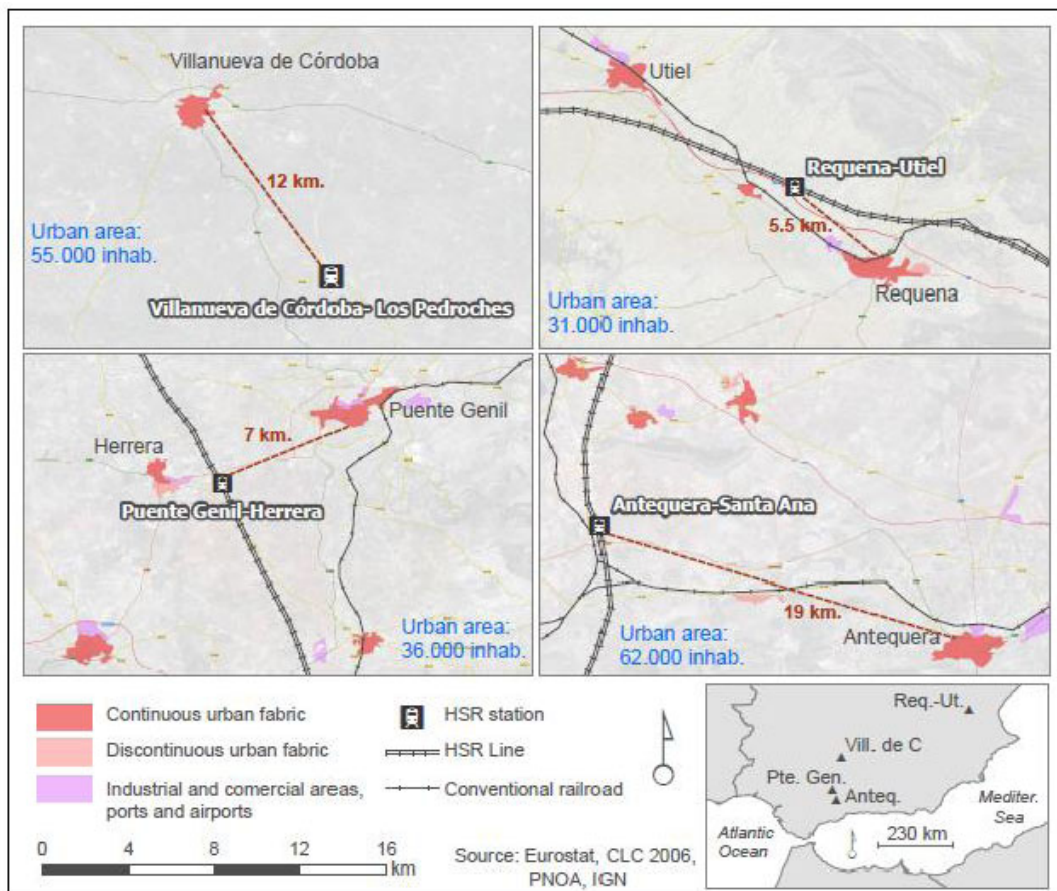 Villanueva de Córdoba
12 km.
Urban area:
55.000 inhab.
Villanueva de Córdoba- Los Pedroches
Utiel
Requena-Utiel
5.5 km.
Requena
Urban area:
31.000 inhab.
Puente Genil
7 km.
Herrera
Puente Genil-Herrera
Urban area:
36.000 inhab.
Antequera-Santa Ana
19 km.
Antequera
Urban area:
62.000 inhab.
Continuous urban fabric
Discontinuous urban fabric
Industrial and comercial areas,
ports and airports
HSR station
HSR Line
Conventional railroad
0 4 8 12 16
km
Source: Eurostat, CLC 2006,
PNOA, IGN
Req.-Ut.
Vill. de C
Pte. Gen.
Anteq.
Mediter.
Sea
Atlantic
Ocean
230 km